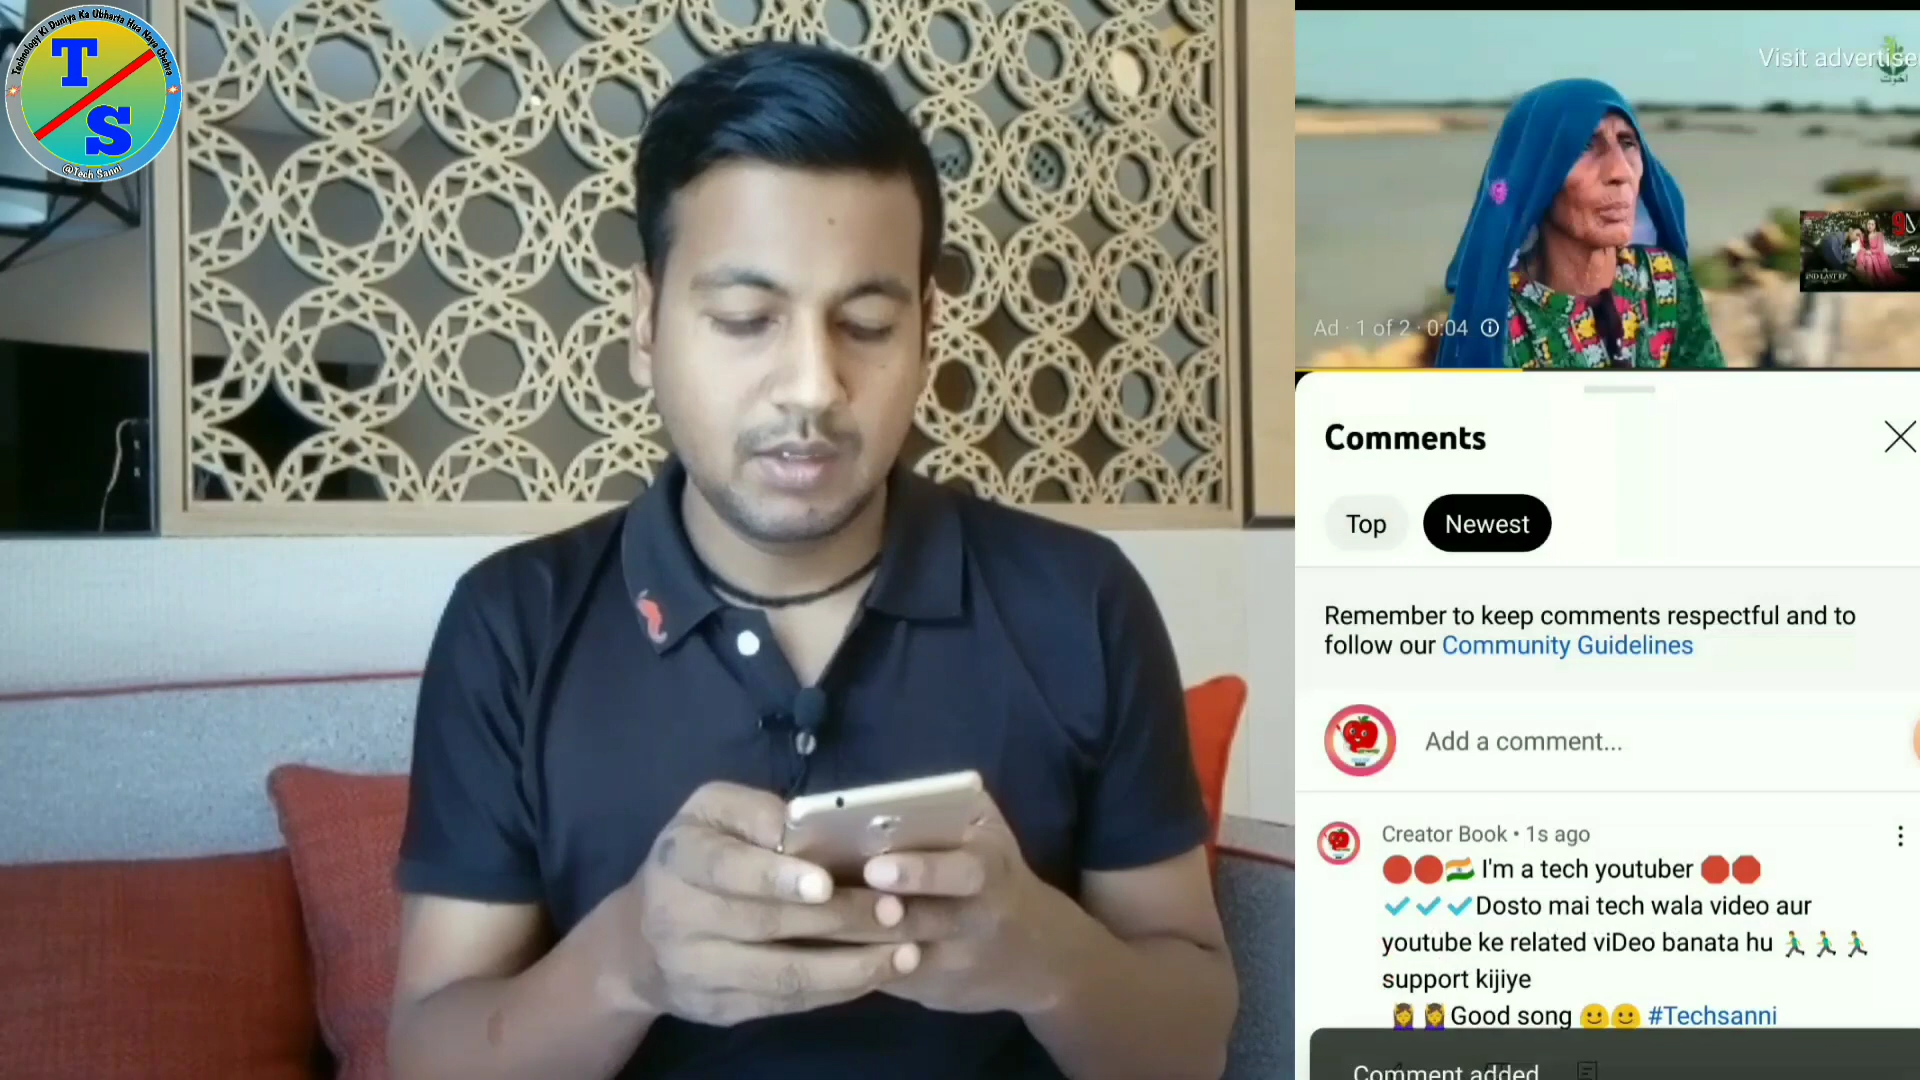 Technology Ki Duniya Ka Ubharta Hua Naya Chehra
T
S
@Tech Sanni
Visit advertise
2ND LAST EP
Ad · 1 of 2 · 0:04
Comments
Top
Newest
Remember to keep comments respectful and to
follow our Community Guidelines
Add a comment...
Creator Book • 1s ago
🛑🛑🇮🇳 I'm a tech youtuber 🛑🛑
✔✔✔Dosto mai tech wala video aur
youtube ke related viDeo banata hu 🏃‍♂️🏃‍♂️🏃‍♂️
support kijiye
💆‍♀️💆‍♀️Good song 🙂🙂 #Techsanni
Comment added